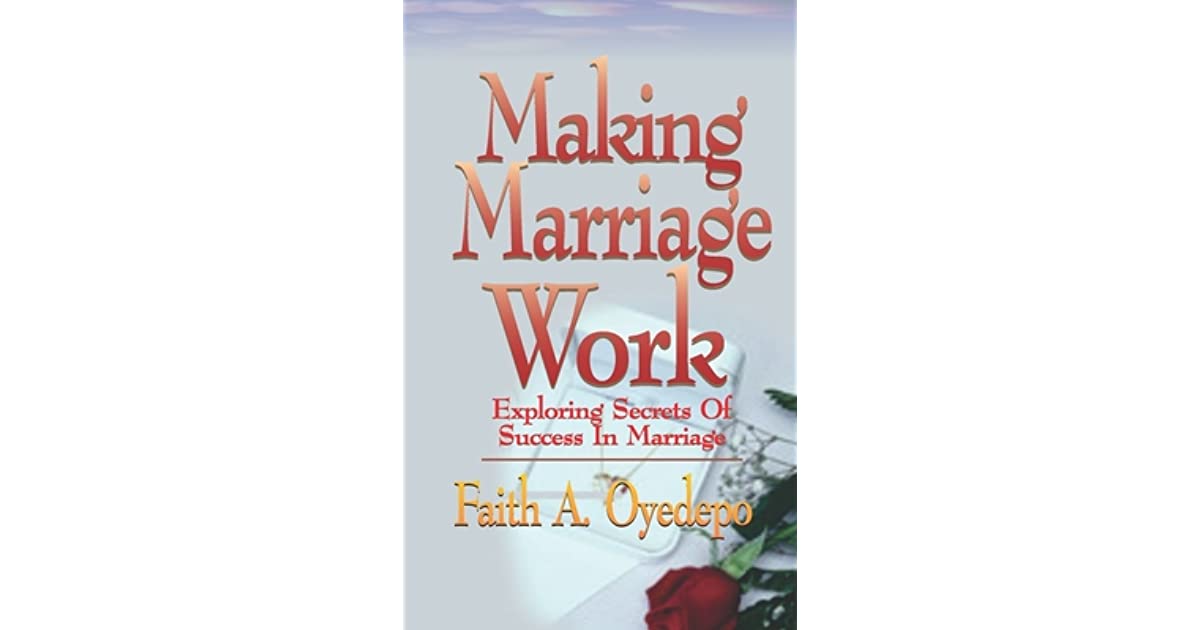 Making
Marriage
Work
Exploring Secrets Of
Success In Marriage
Faith A. Oyedepo